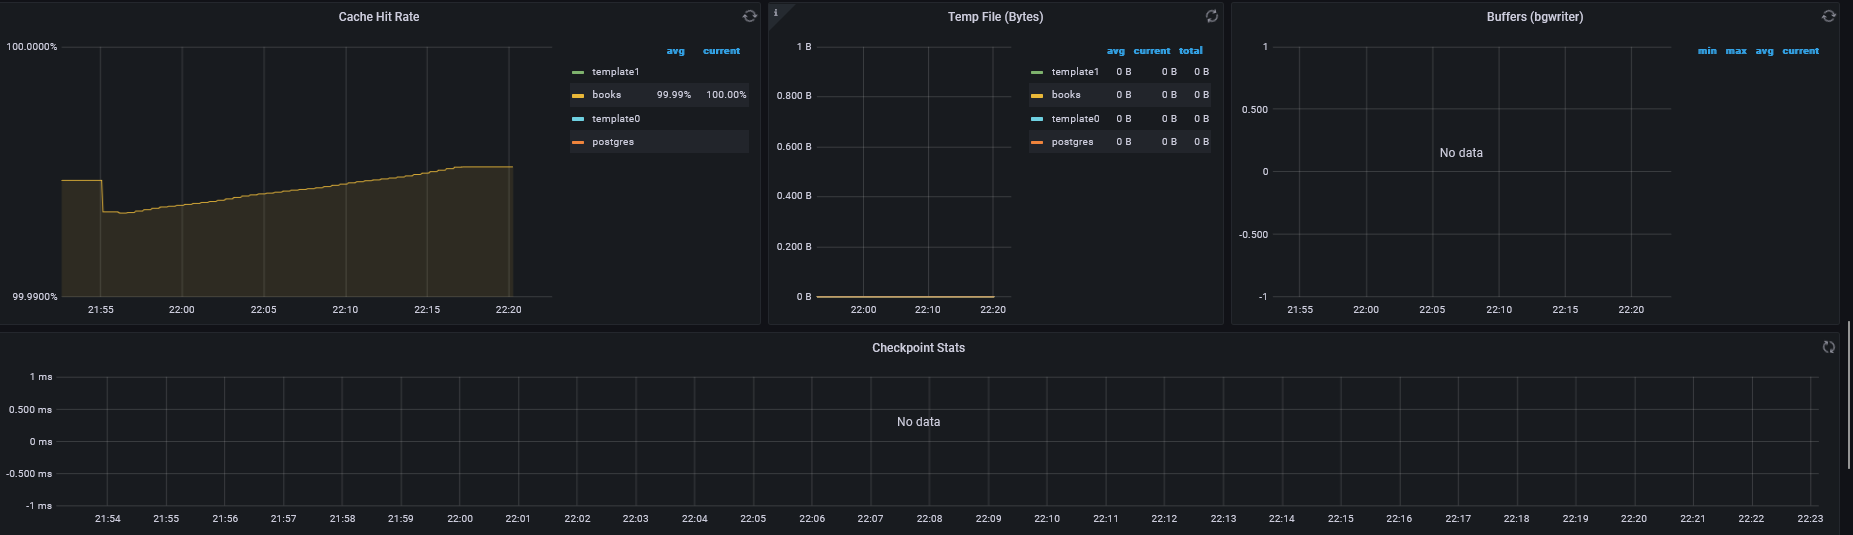 Cache Hit Rate
100.0000%
99.9900%
21:55 22:00 22:05 22:10 22:15 22:20
avg current
template1
books 99.99% 100.00%
template0
postgres
i
Temp File (Bytes)
1 B
0.800 B
0.600 B
0.400 B
0.200 B
0 B
22:00 22:10 22:20
avg current total
template1 0 B 0 B 0 B
books 0 B 0 B 0 B
template0 0 B 0 B 0 B
postgres 0 B 0 B 0 B
Buffers (bgwriter)
1
0.500
0
-0.500
-1
No data
21:55 22:00 22:05 22:10 22:15 22:20
min max avg current
Checkpoint Stats
1 ms
0.500 ms
0 ms
-0.500 ms
-1 ms
No data
21:54 21:55 21:56 21:57 21:58 21:59 22:00 22:01 22:02 22:03 22:04 22:05 22:06 22:07 22:08 22:09 22:10 22:11 22:12 22:13 22:14 22:15 22:16 22:17 22:18 22:19 22:20 22:21 22:22 22:23